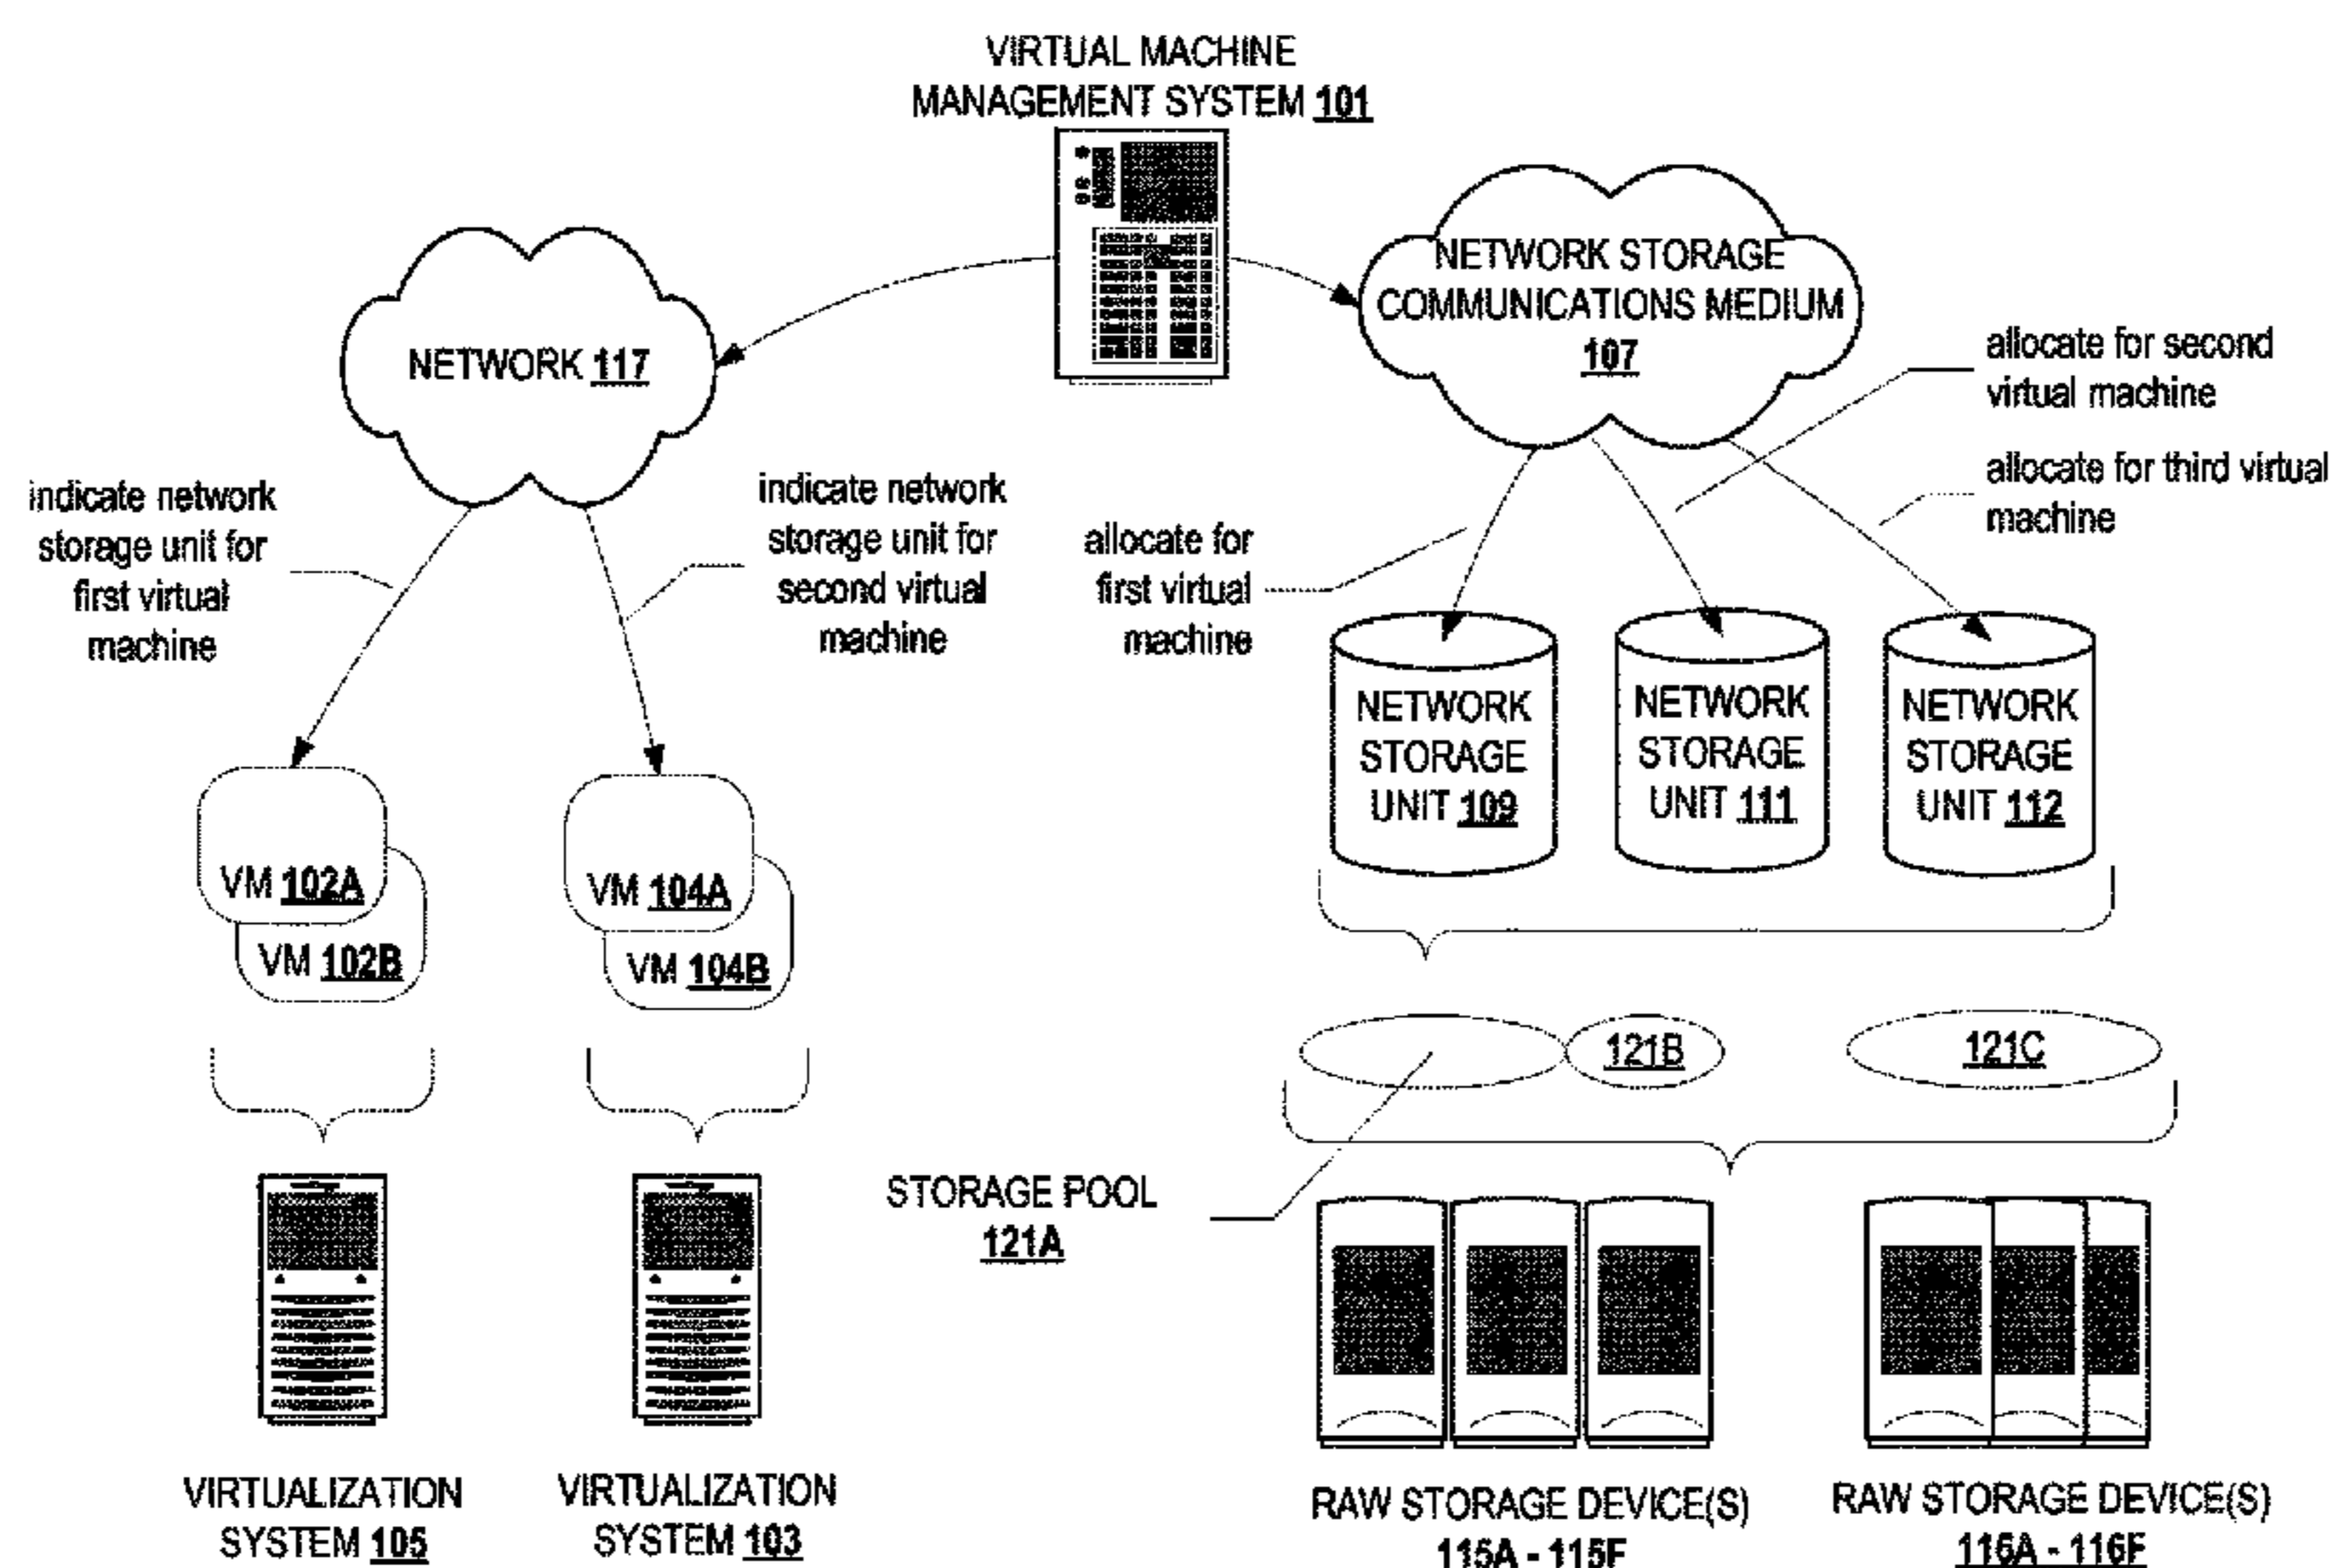 VIRTUAL MACHINE
MANAGEMENT SYSTEM 101
NETWORK 117
NETWORK STORAGE
COMMUNICATIONS MEDIUM
107
allocate for second
virtual machine
allocate for third virtual
machine
indicate network
storage unit for
first virtual
machine
indicate network
storage unit for
second virtual
machine
allocate for
first virtual
machine
NETWORK
STORAGE
UNIT 109
NETWORK
STORAGE
UNIT 111
NETWORK
STORAGE
UNIT 112
VM 102A
VM 102B
VM 104A
VM 104B
121B
121C
STORAGE POOL
121A
VIRTUALIZATION
SYSTEM 105
VIRTUALIZATION
SYSTEM 103
RAW STORAGE DEVICE(S)
115A - 115F
RAW STORAGE DEVICE(S)
116A - 116F